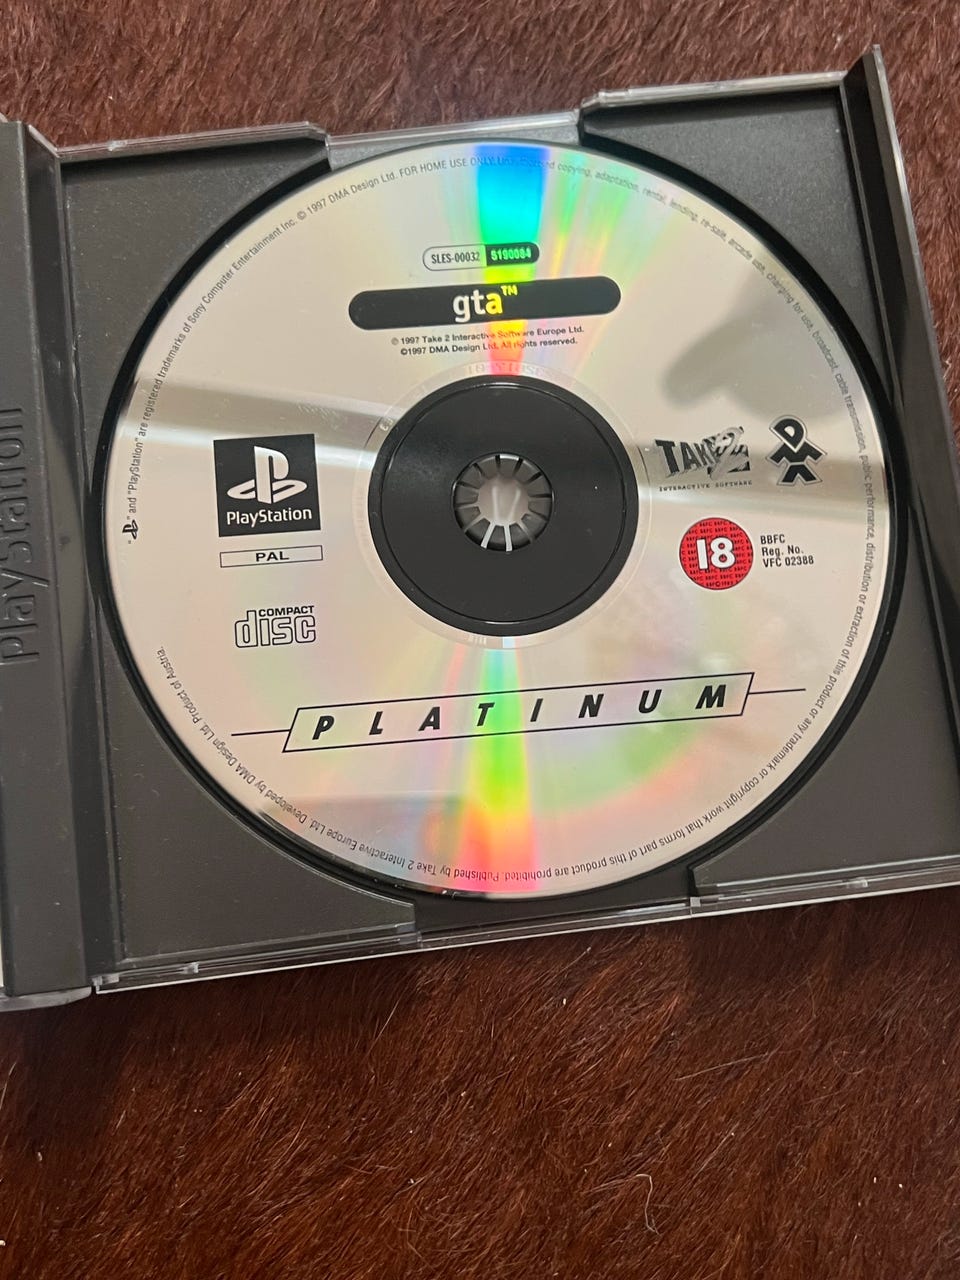 SLES-00032 5190084
gta™
© 1997 Take 2 Interactive Software Europe Ltd.
©1997 DMA Design Ltd. All rights reserved.
PlayStation
PAL
COMPACT
disc
TAKE 2
INTERACTIVE SOFTWARE
DMA
18
BBFC
Reg. No.
VFC 02388
PLATINUM
" " and "PlayStation" are registered trademarks of Sony Computer Entertainment Inc. © 1997 DMA Design Ltd. FOR HOME USE ONLY. Unauthorised copying, adaptation, rental, lending, re-sale, arcade use, charging for use, broadcast, cable transmission, public performance, distribution or extraction of this product or any trademark or copyright work that forms part of this product are prohibited. Published by Take 2 Interactive Europe Ltd. Developed by DMA Design Ltd. Product of Austria.
PlayStation